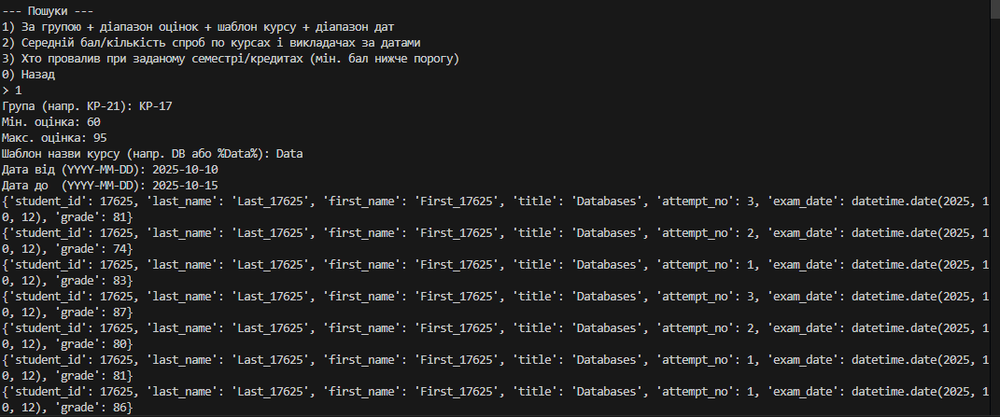 --- Пошуки ---
1) За групою + діапазон оцінок + шаблон курсу + діапазон дат
2) Середній бал/кількість спроб по курсах і викладачах за датами
3) Хто провалив при заданому семестрі/кредитах (мін. бал нижче порогу)
0) Назад
> 1
Група (напр. КР-21): КР-17
Мін. оцінка: 60
Макс. оцінка: 95
Шаблон назви курсу (напр. DB або %Data%): Data
Дата від (YYYY-MM-DD): 2025-10-10
Дата до  (YYYY-MM-DD): 2025-10-15
{'student_id': 17625, 'last_name': 'Last_17625', 'first_name': 'First_17625', 'title': 'Databases', 'attempt_no': 3, 'exam_date': datetime.date(2025, 1
0, 12), 'grade': 81}
{'student_id': 17625, 'last_name': 'Last_17625', 'first_name': 'First_17625', 'title': 'Databases', 'attempt_no': 2, 'exam_date': datetime.date(2025, 1
0, 12), 'grade': 74}
{'student_id': 17625, 'last_name': 'Last_17625', 'first_name': 'First_17625', 'title': 'Databases', 'attempt_no': 1, 'exam_date': datetime.date(2025, 1
0, 12), 'grade': 83}
{'student_id': 17625, 'last_name': 'Last_17625', 'first_name': 'First_17625', 'title': 'Databases', 'attempt_no': 3, 'exam_date': datetime.date(2025, 1
0, 12), 'grade': 87}
{'student_id': 17625, 'last_name': 'Last_17625', 'first_name': 'First_17625', 'title': 'Databases', 'attempt_no': 2, 'exam_date': datetime.date(2025, 1
0, 12), 'grade': 80}
{'student_id': 17625, 'last_name': 'Last_17625', 'first_name': 'First_17625', 'title': 'Databases', 'attempt_no': 1, 'exam_date': datetime.date(2025, 1
0, 12), 'grade': 81}
{'student_id': 17625, 'last_name': 'Last_17625', 'first_name': 'First_17625', 'title': 'Databases', 'attempt_no': 1, 'exam_date': datetime.date(2025, 1
0, 12), 'grade': 86}